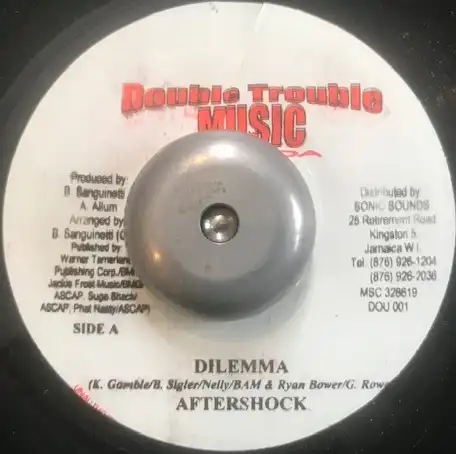 Double Trouble
MUSIC
Produced by
B. Sanguinetti
A. Allum
Arranged by
B. Sanguinetti
Published by
Warner Tamerlane
Publishing Corp./BMI
Jackie Frost Music/BMG
ASCAP, Suga Shack/
ASCAP, Phat Nasty/ASCAP)
SIDE A
Distributed by
SONIC SOUNDS
25 Retirement Road
Kingston 5,
Jamaica W.I.
Tel. (876) 926-1204
(876) 926-2036
MSC 328619
DOU 001
DILEMMA
(K. Gamble/B. Sigler/Nelly/BAM & Ryan Bower/G. Rowe
AFTERSHOCK